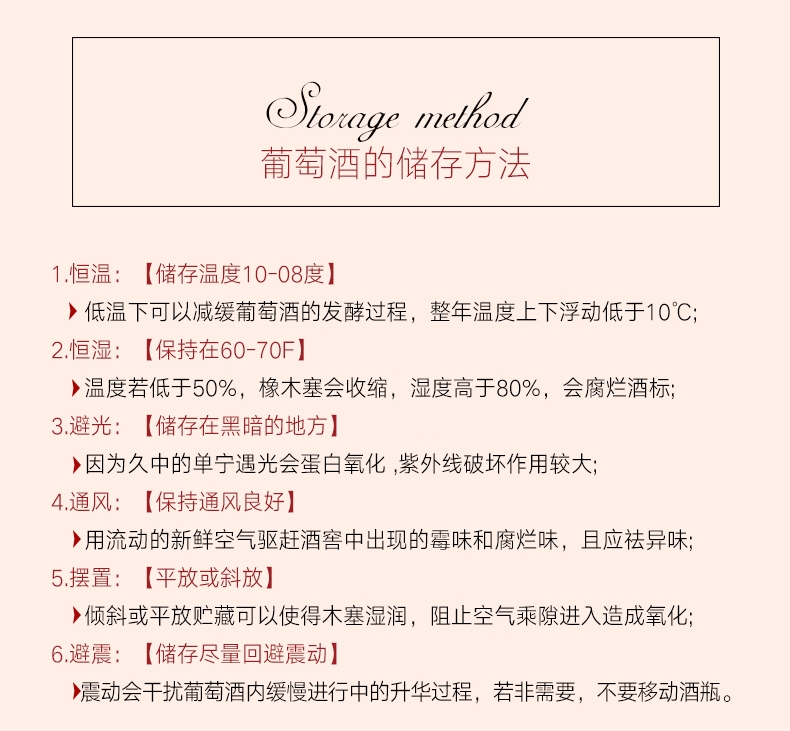 Storage method
葡萄酒的储存方法
1.恒温：【储存温度10-08度】
低温下可以减缓葡萄酒的发酵过程，整年温度上下浮动低于10℃;
2.恒湿：【保持在60-70F】
温度若低于50%，橡木塞会收缩，湿度高于80%，会腐烂酒标;
3.避光：【储存在黑暗的地方】
因为久中的单宁遇光会蛋白氧化 ,紫外线破坏作用较大;
4.通风：【保持通风良好】
用流动的新鲜空气驱赶酒窖中出现的霉味和腐烂味，且应祛异味;
5.摆置：【平放或斜放】
倾斜或平放贮藏可以使得木塞湿润，阻止空气乘隙进入造成氧化;
6.避震：【储存尽量回避震动】
震动会干扰葡萄酒内缓慢进行中的升华过程，若非需要，不要移动酒瓶。